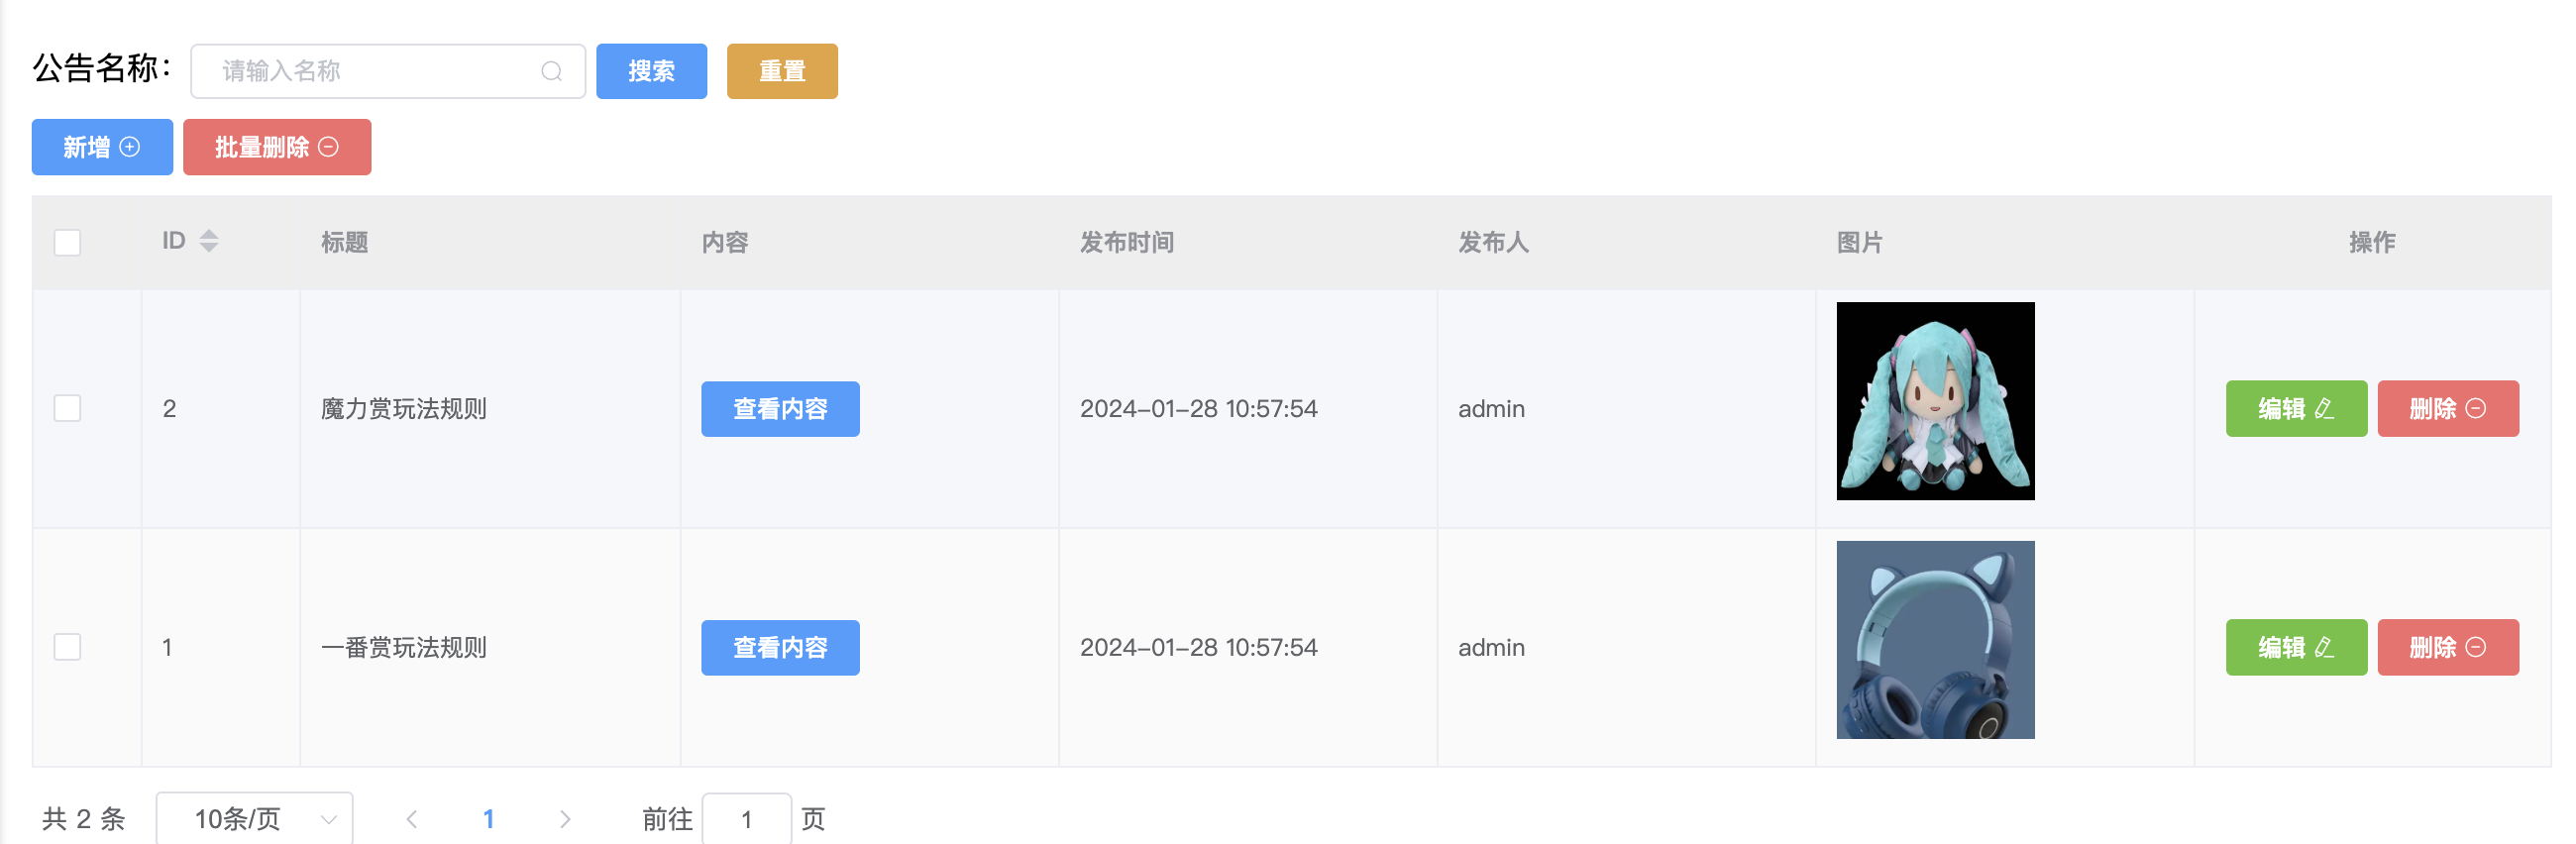 公告名称： 请输入名称 搜索 重置
新增 批量删除
ID 标题 内容 发布时间 发布人 图片 操作
2 魔力赏玩法规则 查看内容 2024-01-28 10:57:54 admin 编辑 删除
1 一番赏玩法规则 查看内容 2024-01-28 10:57:54 admin 编辑 删除
共 2 条 10条/页 1 前往 1 页